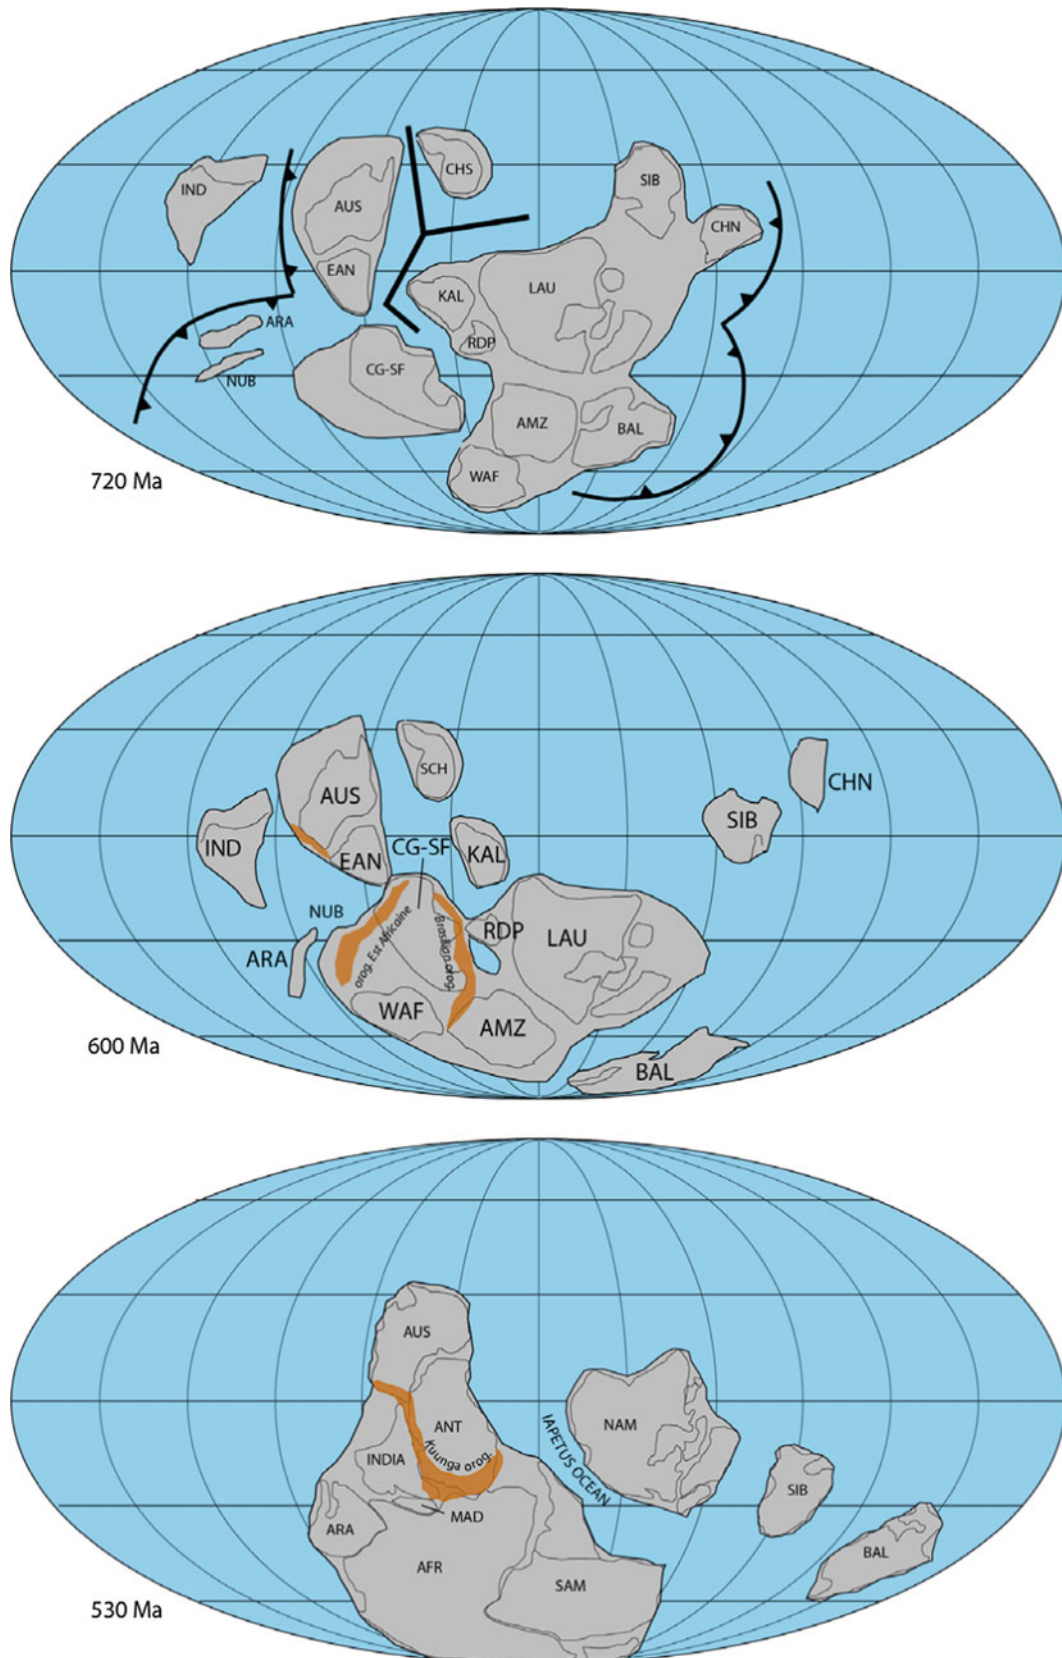 CHS
IND
SIB
AUS
CHN
EAN
LAU
KAL
ARA
RDP
CG-SF
NUB
AMZ
BAL
WAF
720 Ma
SCH
CHN
AUS
SIB
IND
CG-SF
KAL
EAN
NUB
orog. Est Africaine
Brasilian orog.
RDP
LAU
ARA
WAF
AMZ
600 Ma
BAL
AUS
NAM
ANT
IAPETUS OCEAN
INDIA
Kuunga orog.
SIB
MAD
ARA
BAL
AFR
SAM
530 Ma